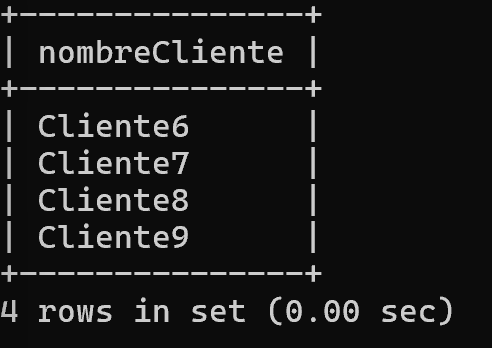 +---------------+
| nombreCliente |
+---------------+
| Cliente6      |
| Cliente7      |
| Cliente8      |
| Cliente9      |
+---------------+
4 rows in set (0.00 sec)